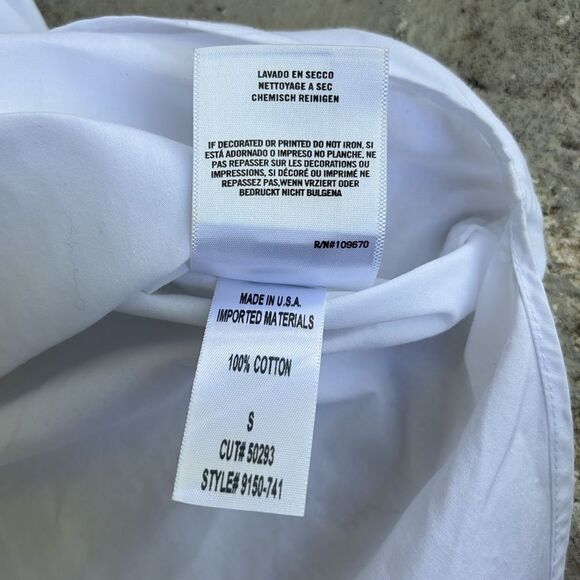 LAVADO EN SECCO
NETTOYAGE A SEC
CHEMISCH REINIGEN
IF DECORATED OR PRINTED DO NOT IRON, SI
ESTÁ ADORNADO O IMPRESO NO PLANCHE, NE
PAS REPASSER SUR LES DECORATIONS OU
IMPRESSIONS, SI DÉCORÉ OU IMPRIMÉ NE
REPASSEZ PAS,WENN VRZIERT ODER
BEDRUCKT NICHT BULGENA
R/N#109670
MADE IN U.S.A.
IMPORTED MATERIALS
100% COTTON
S
CUT# 50293
STYLE# 9150-741